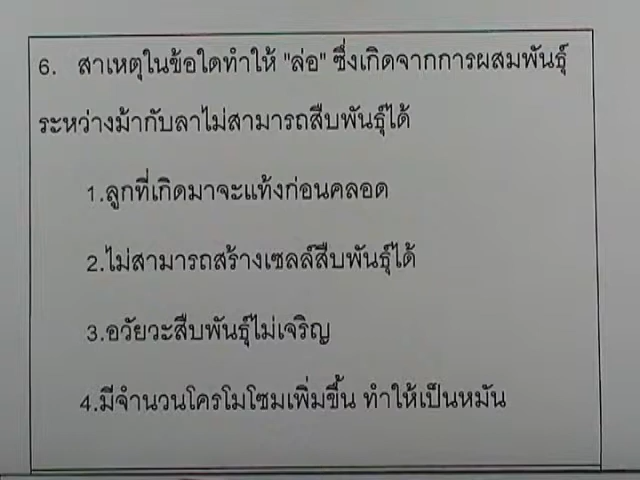 6. สาเหตุในข้อใดทำให้ "ล่อ" ซึ่งเกิดจากการผสมพันธุ์
ระหว่างม้ากับลาไม่สามารถสืบพันธุ์ได้
1.ลูกที่เกิดมาจะแท้งก่อนคลอด
2.ไม่สามารถสร้างเซลล์สืบพันธุ์ได้
3.อวัยวะสืบพันธุ์ไม่เจริญ
4.มีจำนวนโครโมโซมเพิ่มขึ้น ทำให้เป็นหมัน